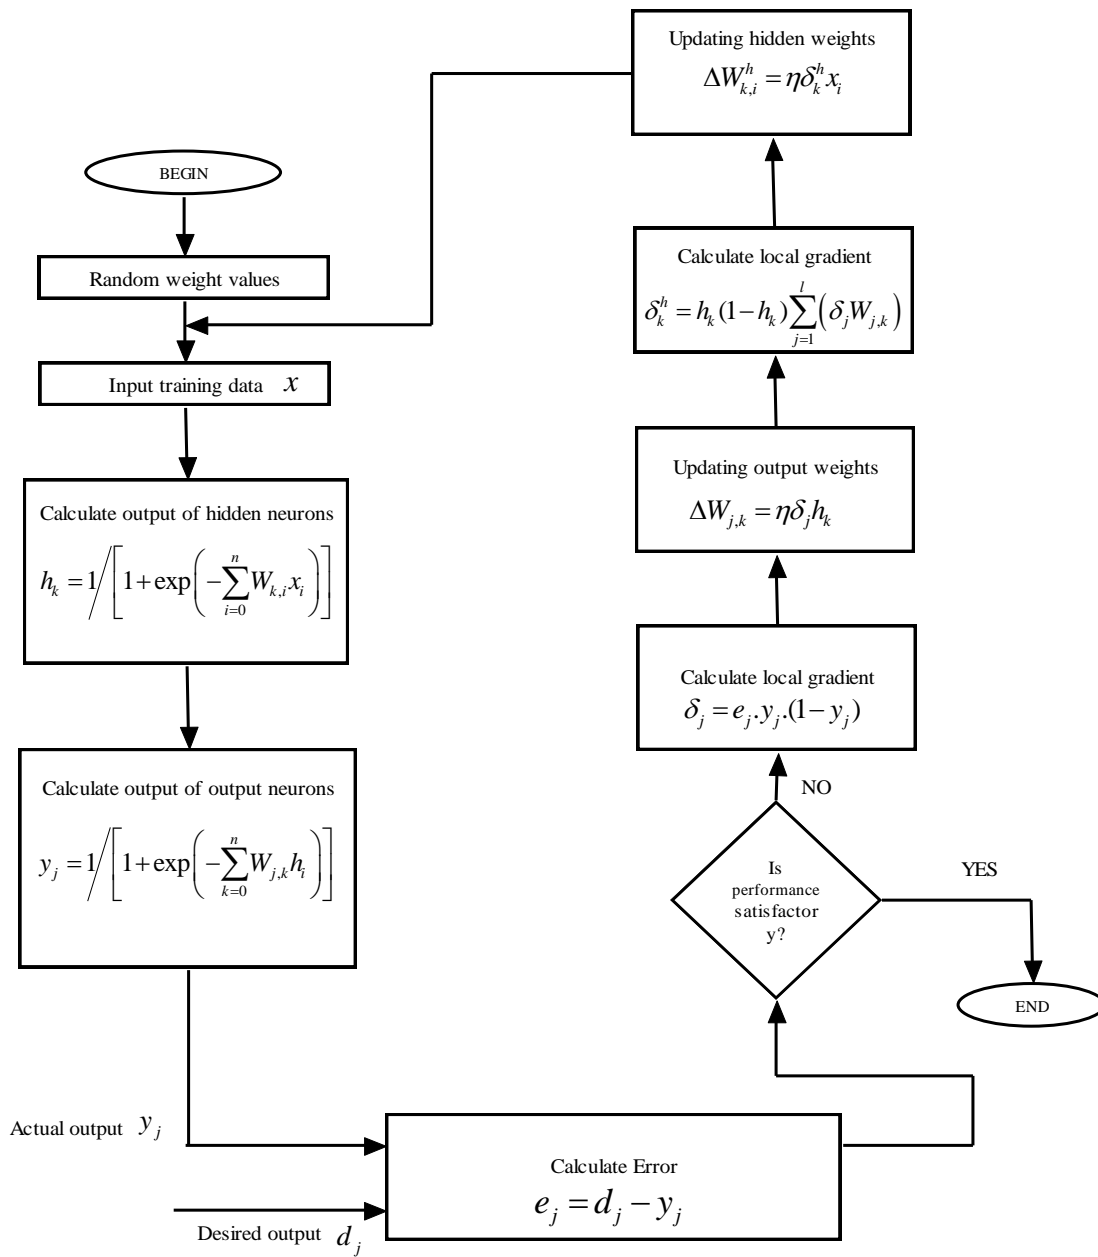 BEGIN
Random weight values
Input training data x
Calculate output of hidden neurons
h_k = 1/[1+exp(−∑_{i=0}^{n} W_{k,i} x_i)]
Calculate output of output neurons
y_j = 1/[1+exp(−∑_{k=0}^{n} W_{j,k} h_i)]
Actual output y_j
Desired output d_j
Calculate Error
e_j = d_j − y_j
Is
performance
satisfactor
y?
YES
END
NO
Calculate local gradient
δ_j = e_j.y_j.(1−y_j)
Updating output weights
ΔW_{j,k} = ηδ_j h_k
Calculate local gradient
δ_k^h = h_k(1−h_k)∑_{j=1}^{l}(δ_j W_{j,k})
Updating hidden weights
ΔW_{k,i}^h = ηδ_k^h x_i